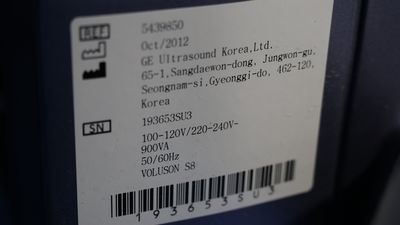 REF 5439850
Oct/2012
GE Ultrasound Korea,Ltd.
65-1,Sangdaewon-dong, Jungwon-gu,
Seongnam-si,Gyeonggi-do, 462-120,
Korea
SN 193653SU3
100-120V/220-240V~
900VA
50/60Hz
VOLUSON S8
193653SU3